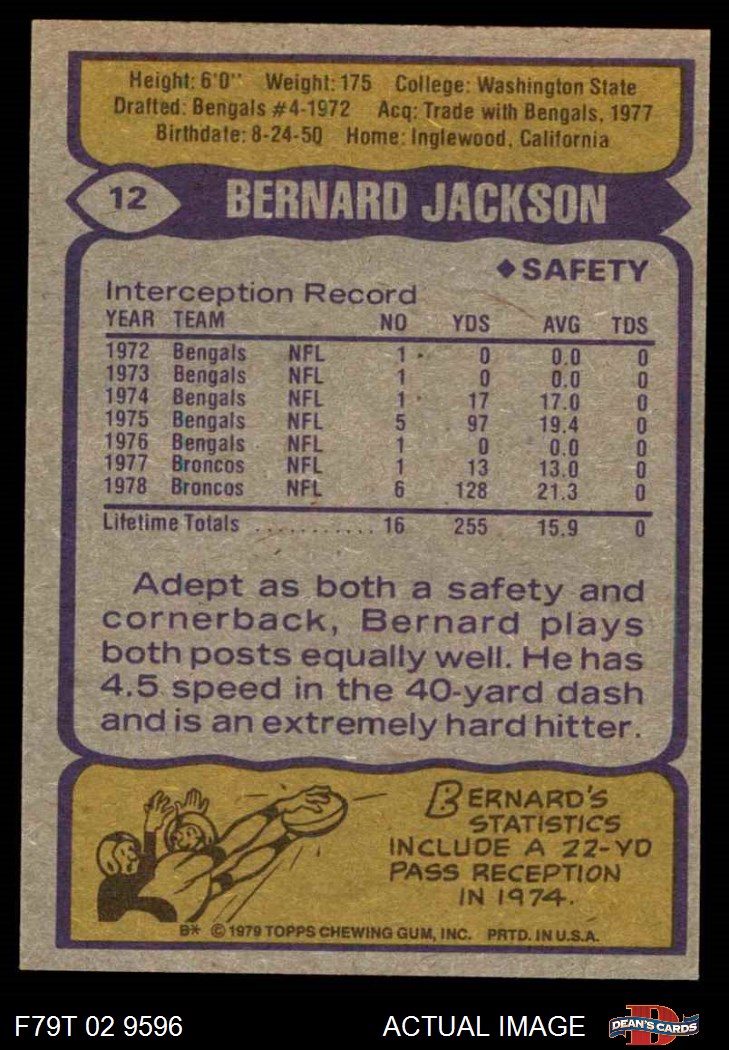 Height: 6'0" Weight: 175 College: Washington State
Drafted: Bengals #4-1972 Acq: Trade with Bengals, 1977
Birthdate: 8-24-50 Home: Inglewood, California
12 BERNARD JACKSON
◆SAFETY
Interception Record
YEAR TEAM NO YDS AVG TDS
1972 Bengals NFL 1 0 0.0 0
1973 Bengals NFL 1 0 0.0 0
1974 Bengals NFL 1 17 17.0 0
1975 Bengals NFL 5 97 19.4 0
1976 Bengals NFL 1 0 0.0 0
1977 Broncos NFL 1 13 13.0 0
1978 Broncos NFL 6 128 21.3 0
Lifetime Totals ........... 16 255 15.9 0
Adept as both a safety and
cornerback, Bernard plays
both posts equally well. He has
4.5 speed in the 40-yard dash
and is an extremely hard hitter.
BERNARD'S
STATISTICS
INCLUDE A 22-YD
PASS RECEPTION
IN 1974.
B* © 1979 TOPPS CHEWING GUM, INC. PRTD. IN U.S.A.
F79T 02 9596 ACTUAL IMAGE D DEAN'S CARDS